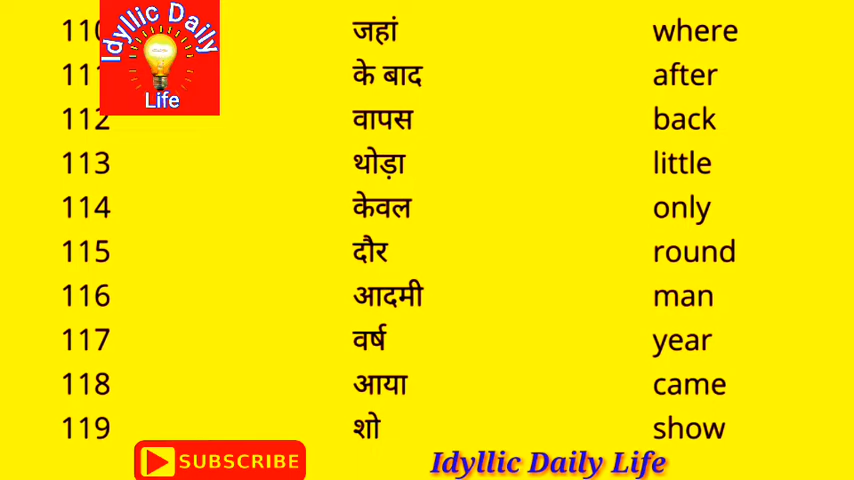 Idyllic Daily
Life
110 जहां where
111 के बाद after
112 वापस back
113 थोड़ा little
114 केवल only
115 दौर round
116 आदमी man
117 वर्ष year
118 आया came
119 शो show
SUBSCRIBE
Idyllic Daily Life